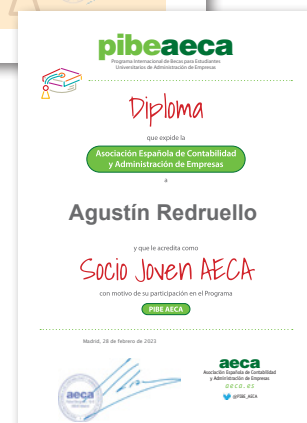 pibeaeca
Programa Internacional de Becas para Estudiantes
Universitarios de Administración de Empresas
Diploma
que expide la
Asociación Española de Contabilidad
y Administración de Empresas
a
Agustín Redruello
y que le acredita como
Socio Joven AECA
con motivo de su participación en el Programa
PIBE AECA
Madrid, 28 de febrero de 2023
aeca
aeca
Asociación Española de Contabilidad
y Administración de Empresas
aeca.es
@PIBE_AECA